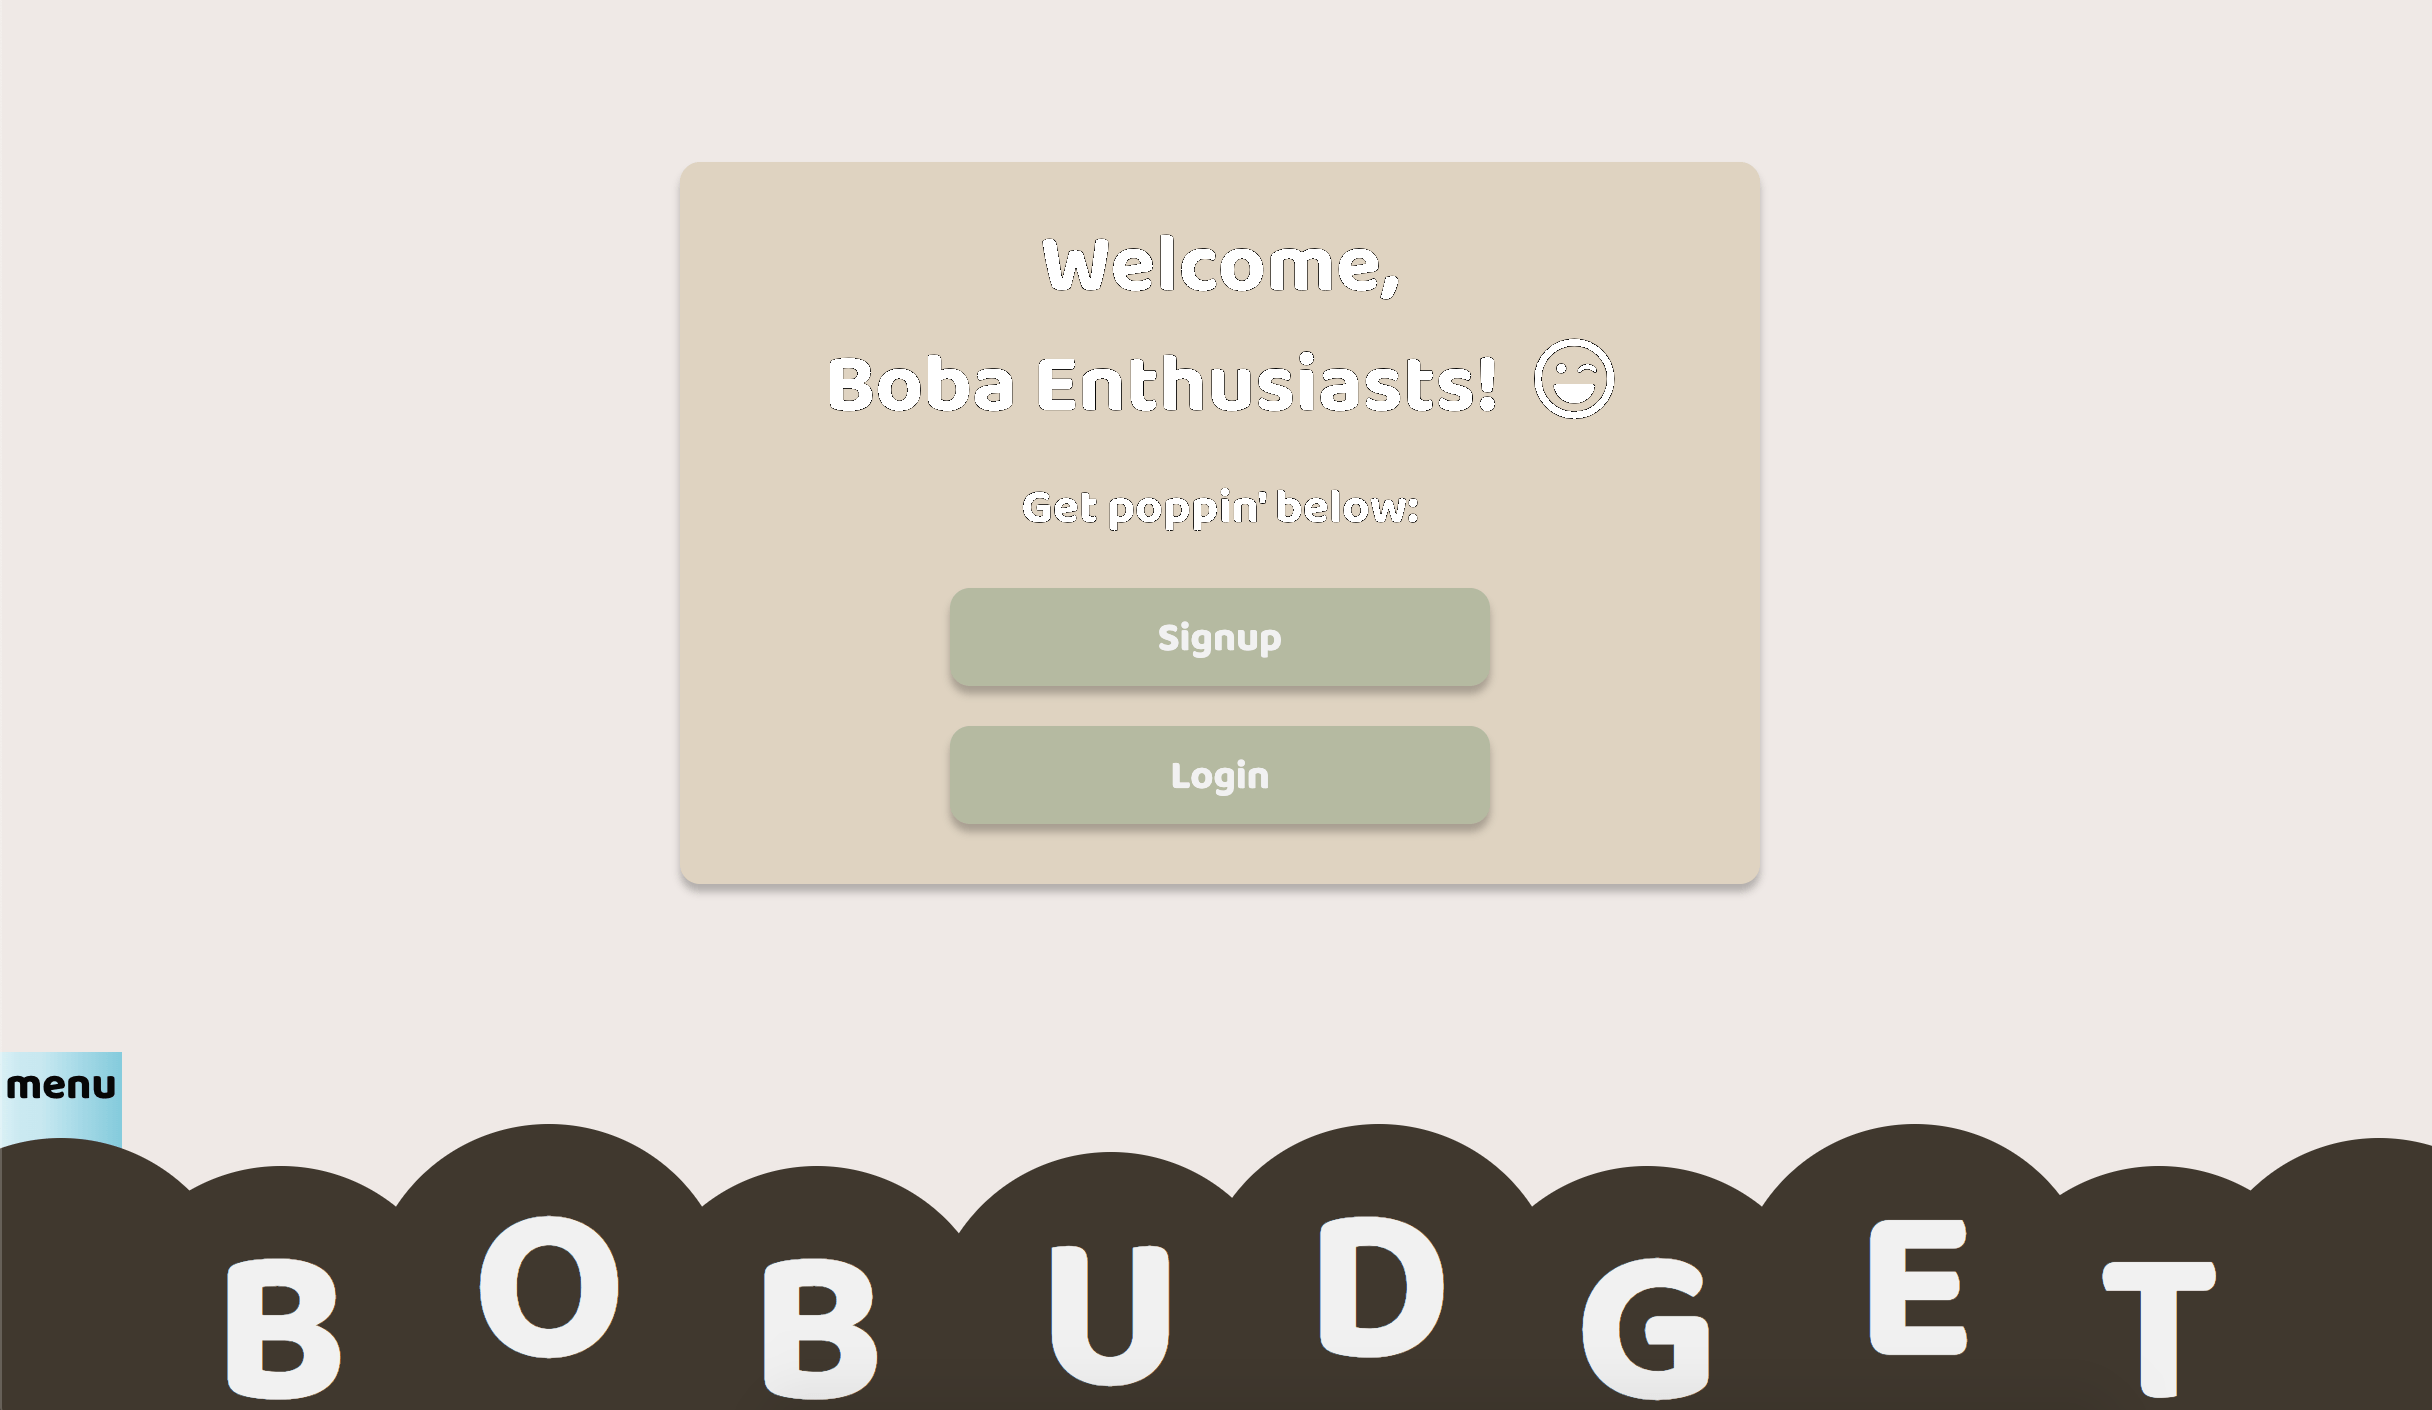 Welcome,
Boba Enthusiasts!
Get poppin' below:
Signup
Login
menu
BOBUDGET